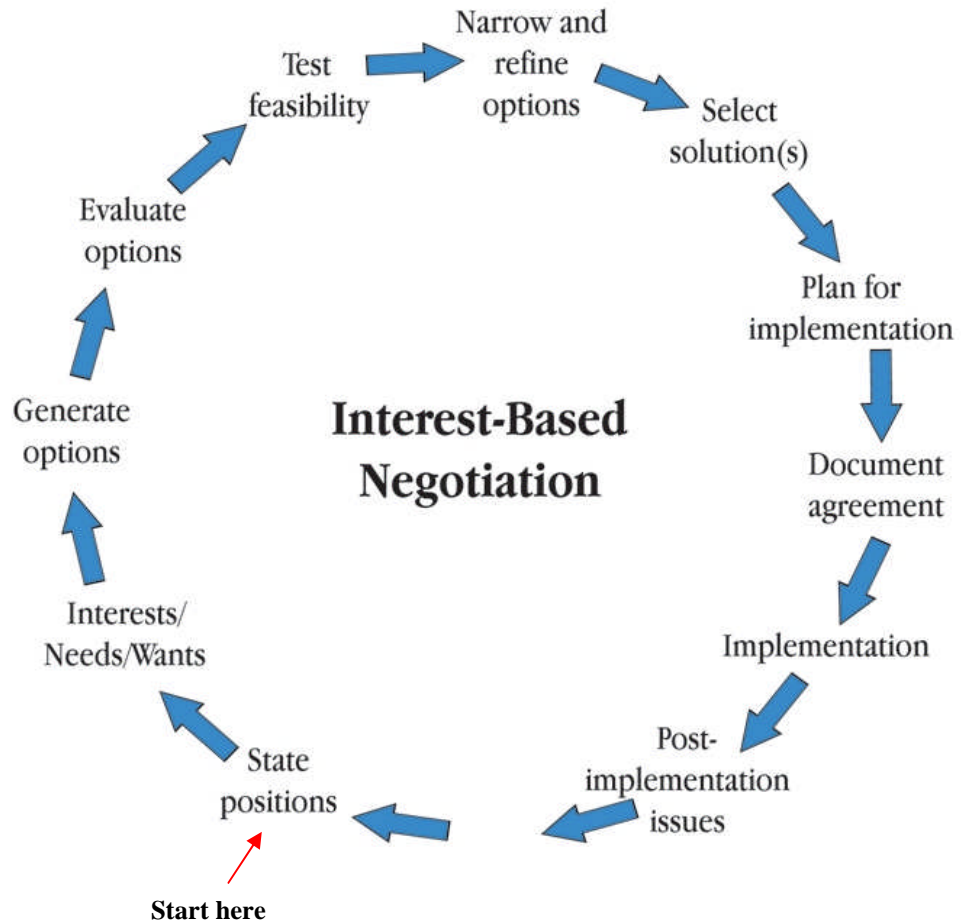 Narrow and
refine
options
Test
feasibility
Select
solution(s)
Evaluate
options
Plan for
implementation
Generate
options
Interest-Based
Negotiation
Document
agreement
Interests/
Needs/Wants
Implementation
Post-
implementation
issues
State
positions
Start here